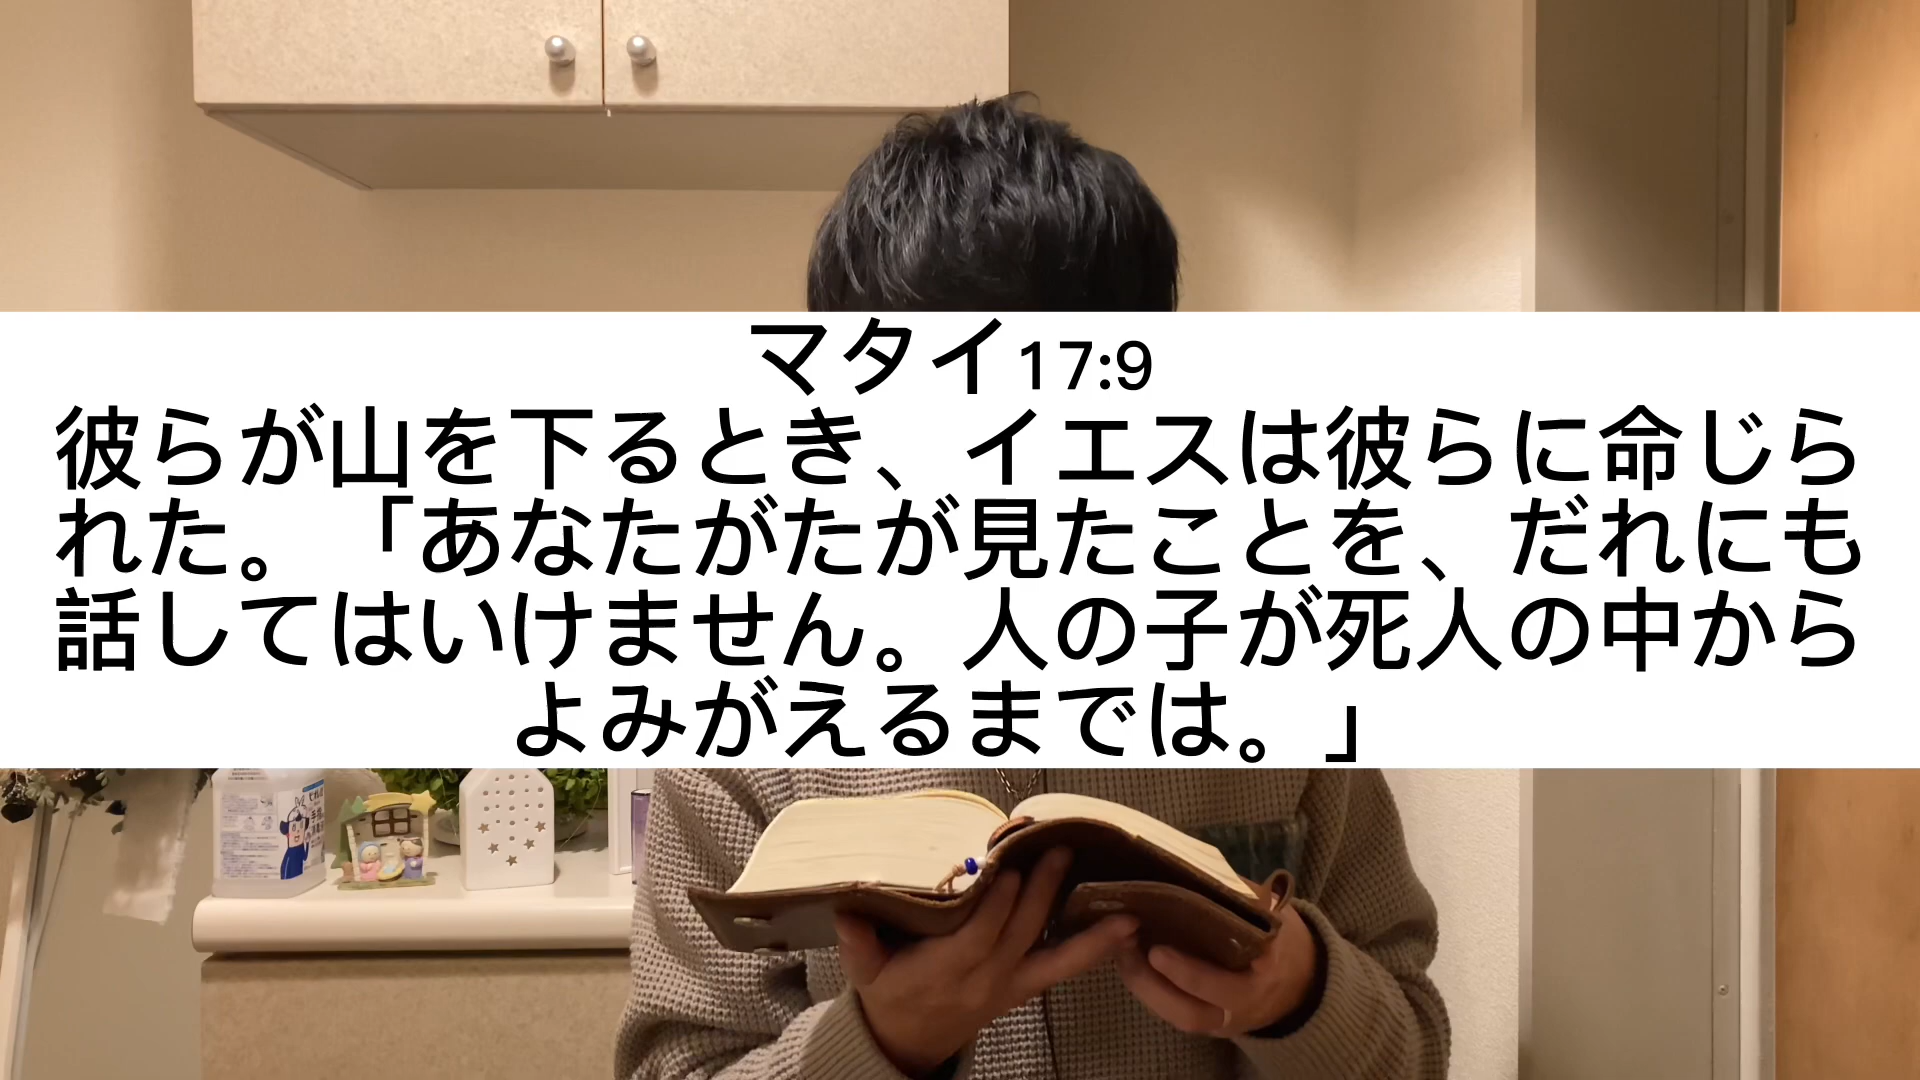 マタイ17:9
彼らが山を下るとき、イエスは彼らに命じら
れた。「あなたがたが見たことを、だれにも
話してはいけません。人の子が死人の中から
よみがえるまでは。」